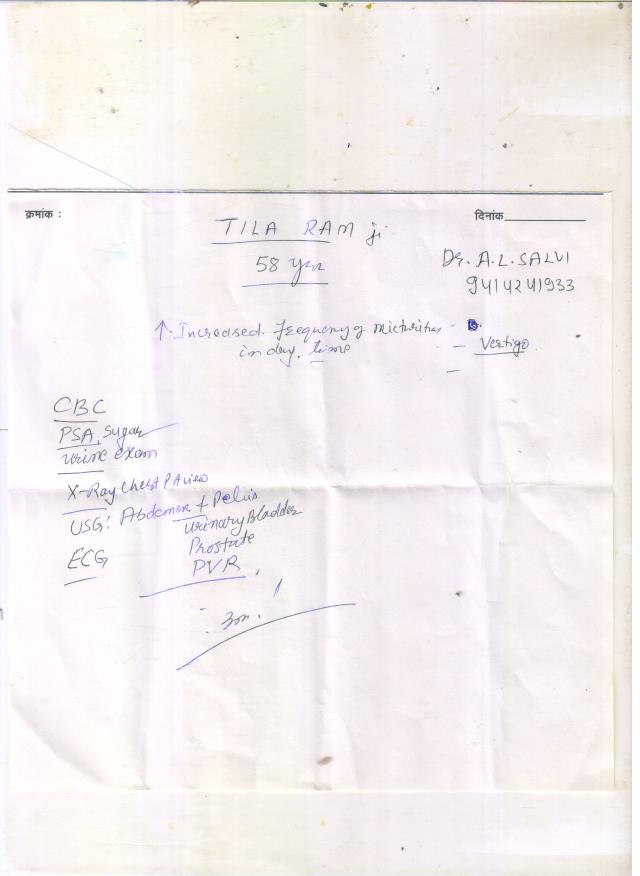 क्रमांक :
दिनांक
TILA RAM ji
58 yrs
Dr. A.L. SALVI
9414241933
↑ Increased frequency of micturition -
in day time
- Vertigo
-
CBC
PSA, Sugar
urine exam
X-Ray Chest PA view
USG: Abdomen + Pelvis
Urinary Bladder
Prostate
PVR
ECG